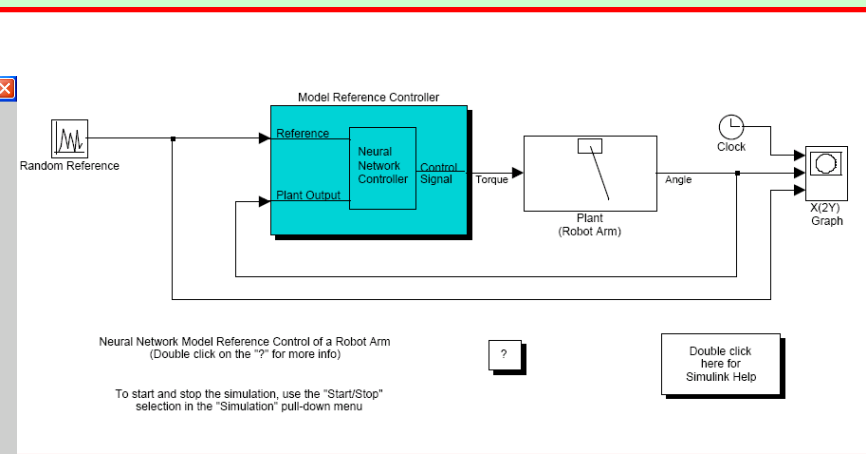 Model Reference Controller
Reference
Neural
Network
Controller
Control
Signal
Plant Output
Random Reference
Torque
Plant
(Robot Arm)
Angle
Clock
X(2Y)
Graph
Neural Network Model Reference Control of a Robot Arm
(Double click on the "?" for more info)
?
Double click
here for
Simulink Help
To start and stop the simulation, use the "Start/Stop"
selection in the "Simulation" pull-down menu